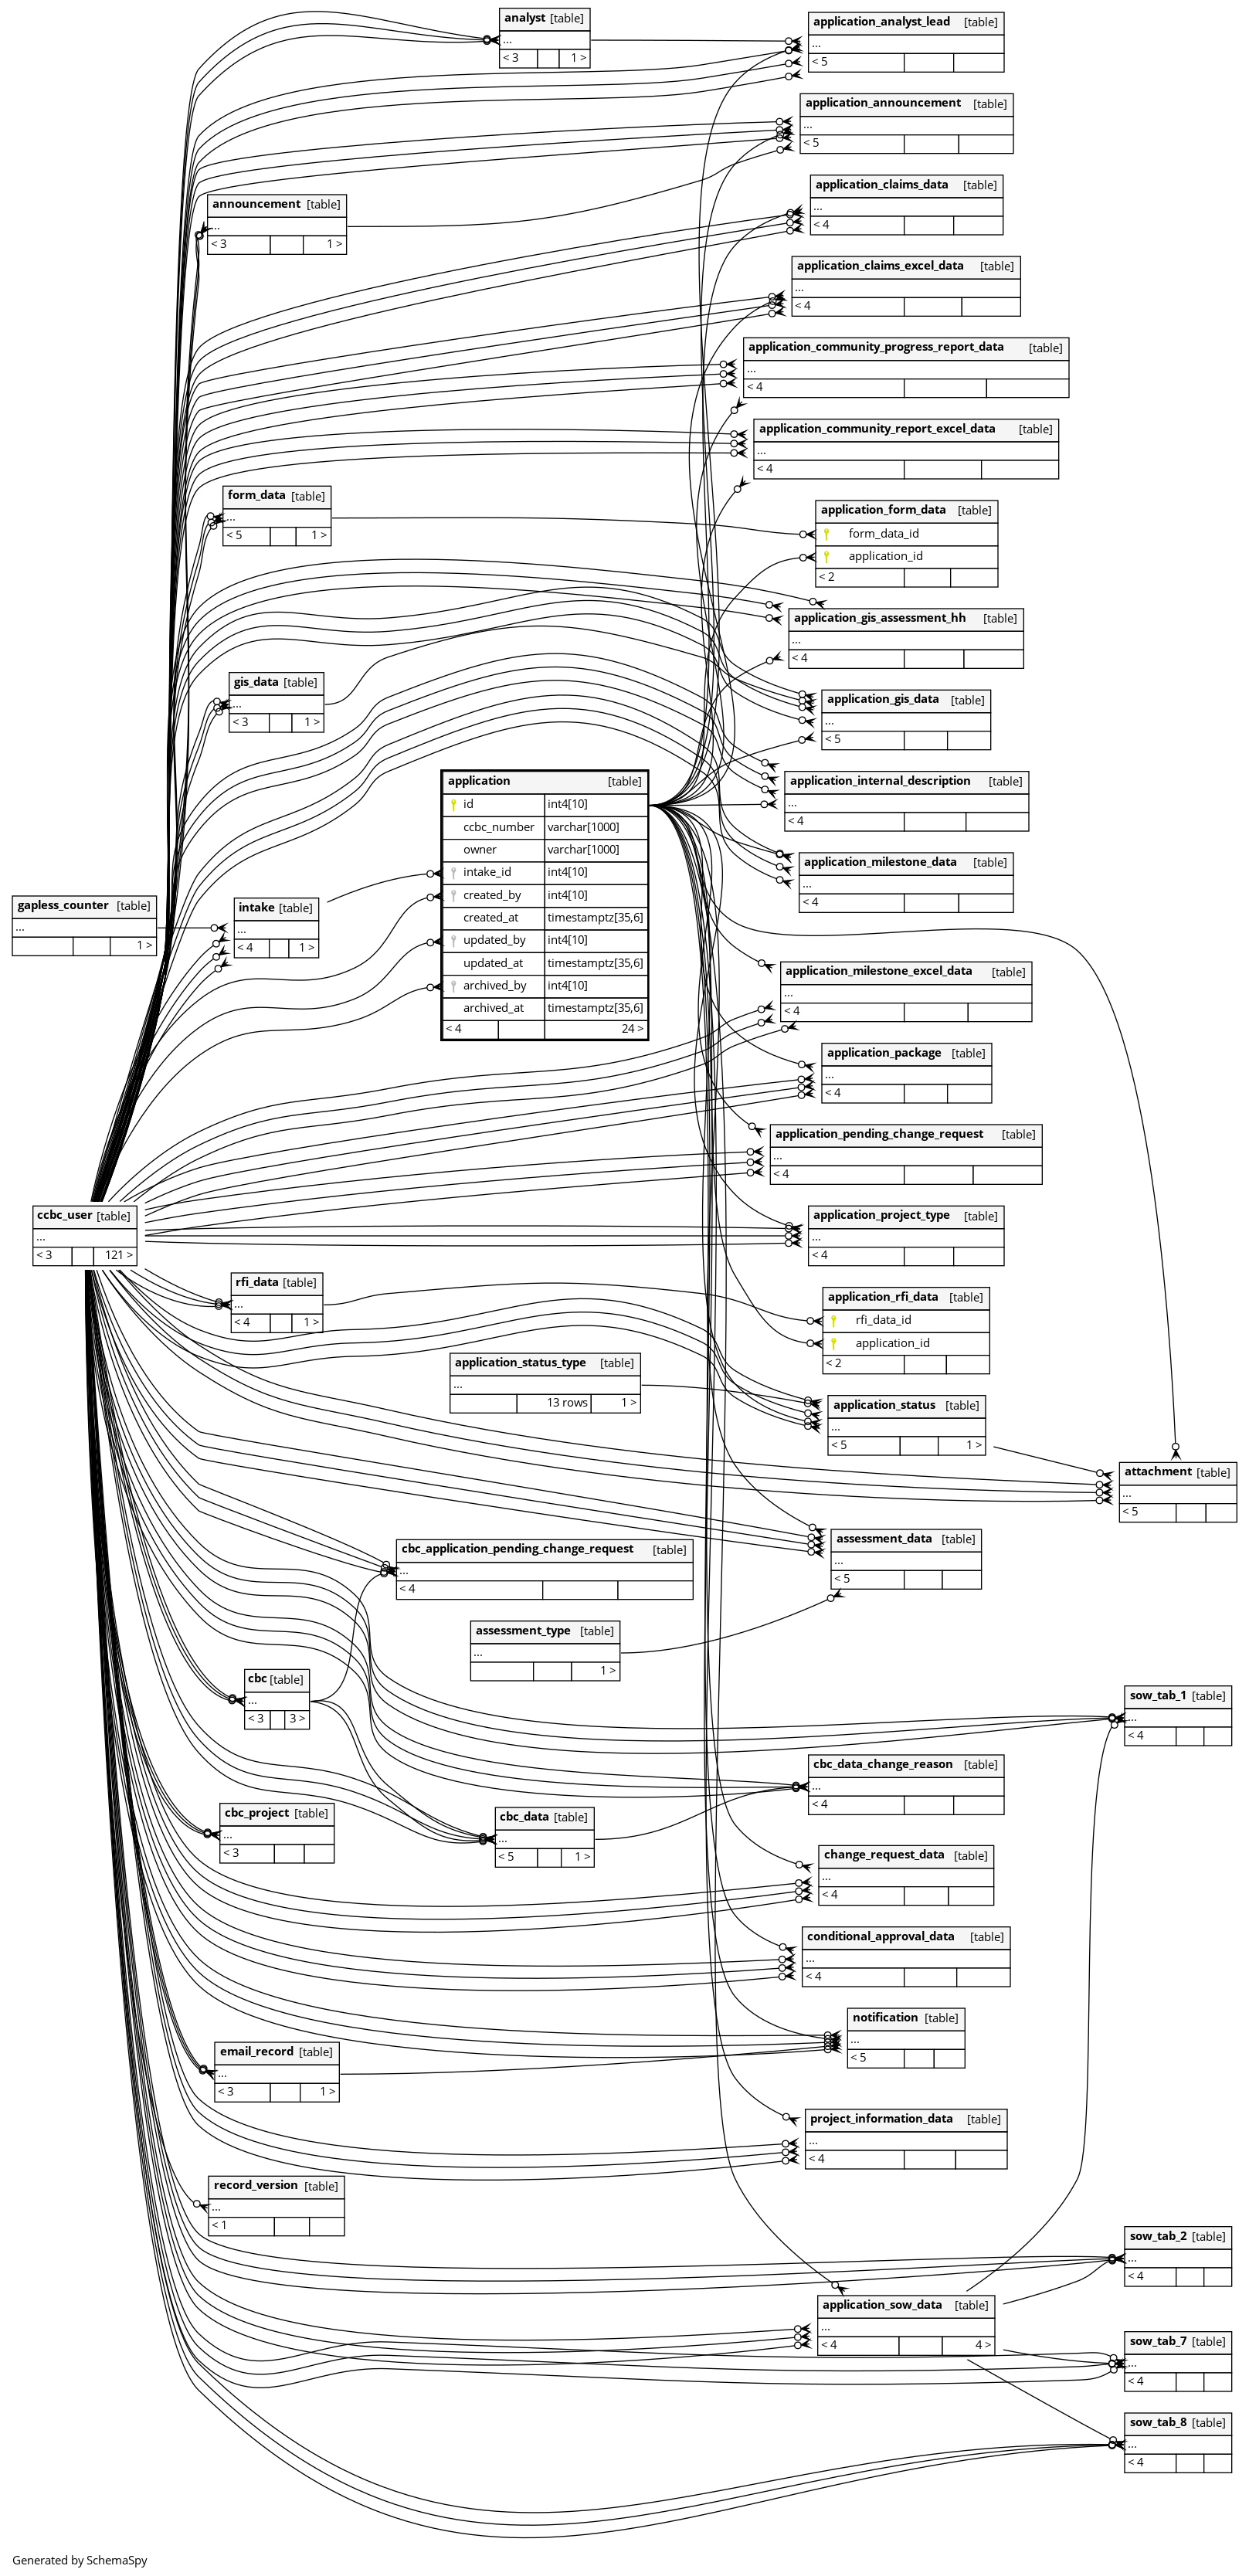 analyst [table]
...
< 3 1 >
application_analyst_lead [table]
...
< 5
application_announcement [table]
...
< 5
application_claims_data [table]
...
< 4
announcement [table]
...
< 3 1 >
application_claims_excel_data [table]
...
< 4
application_community_progress_report_data [table]
...
< 4
application_community_report_excel_data [table]
...
< 4
form_data [table]
...
< 5 1 >
application_form_data [table]
form_data_id
application_id
< 2
application_gis_assessment_hh [table]
...
< 4
gis_data [table]
...
< 3 1 >
application_gis_data [table]
...
< 5
application [table]
id int4[10]
ccbc_number varchar[1000]
owner varchar[1000]
intake_id int4[10]
created_by int4[10]
created_at timestamptz[35,6]
updated_by int4[10]
updated_at timestamptz[35,6]
archived_by int4[10]
archived_at timestamptz[35,6]
< 4 24 >
application_internal_description [table]
...
< 4
application_milestone_data [table]
...
< 4
gapless_counter [table]
...
1 >
intake [table]
...
< 4 1 >
application_milestone_excel_data [table]
...
< 4
application_package [table]
...
< 4
application_pending_change_request [table]
...
< 4
ccbc_user [table]
...
< 3 121 >
application_project_type [table]
...
< 4
rfi_data [table]
...
< 4 1 >
application_rfi_data [table]
rfi_data_id
application_id
< 2
application_status_type [table]
...
13 rows 1 >
application_status [table]
...
< 5 1 >
attachment [table]
...
< 5
assessment_data [table]
...
< 5
cbc_application_pending_change_request [table]
...
< 4
assessment_type [table]
...
1 >
cbc [table]
...
< 3 3 >
sow_tab_1 [table]
...
< 4
cbc_data_change_reason [table]
...
< 4
cbc_project [table]
...
< 3
cbc_data [table]
...
< 5 1 >
change_request_data [table]
...
< 4
conditional_approval_data [table]
...
< 4
notification [table]
...
< 5
email_record [table]
...
< 3 1 >
project_information_data [table]
...
< 4
record_version [table]
...
< 1
sow_tab_2 [table]
...
< 4
application_sow_data [table]
...
< 4 4 >
sow_tab_7 [table]
...
< 4
sow_tab_8 [table]
...
< 4
Generated by SchemaSpy